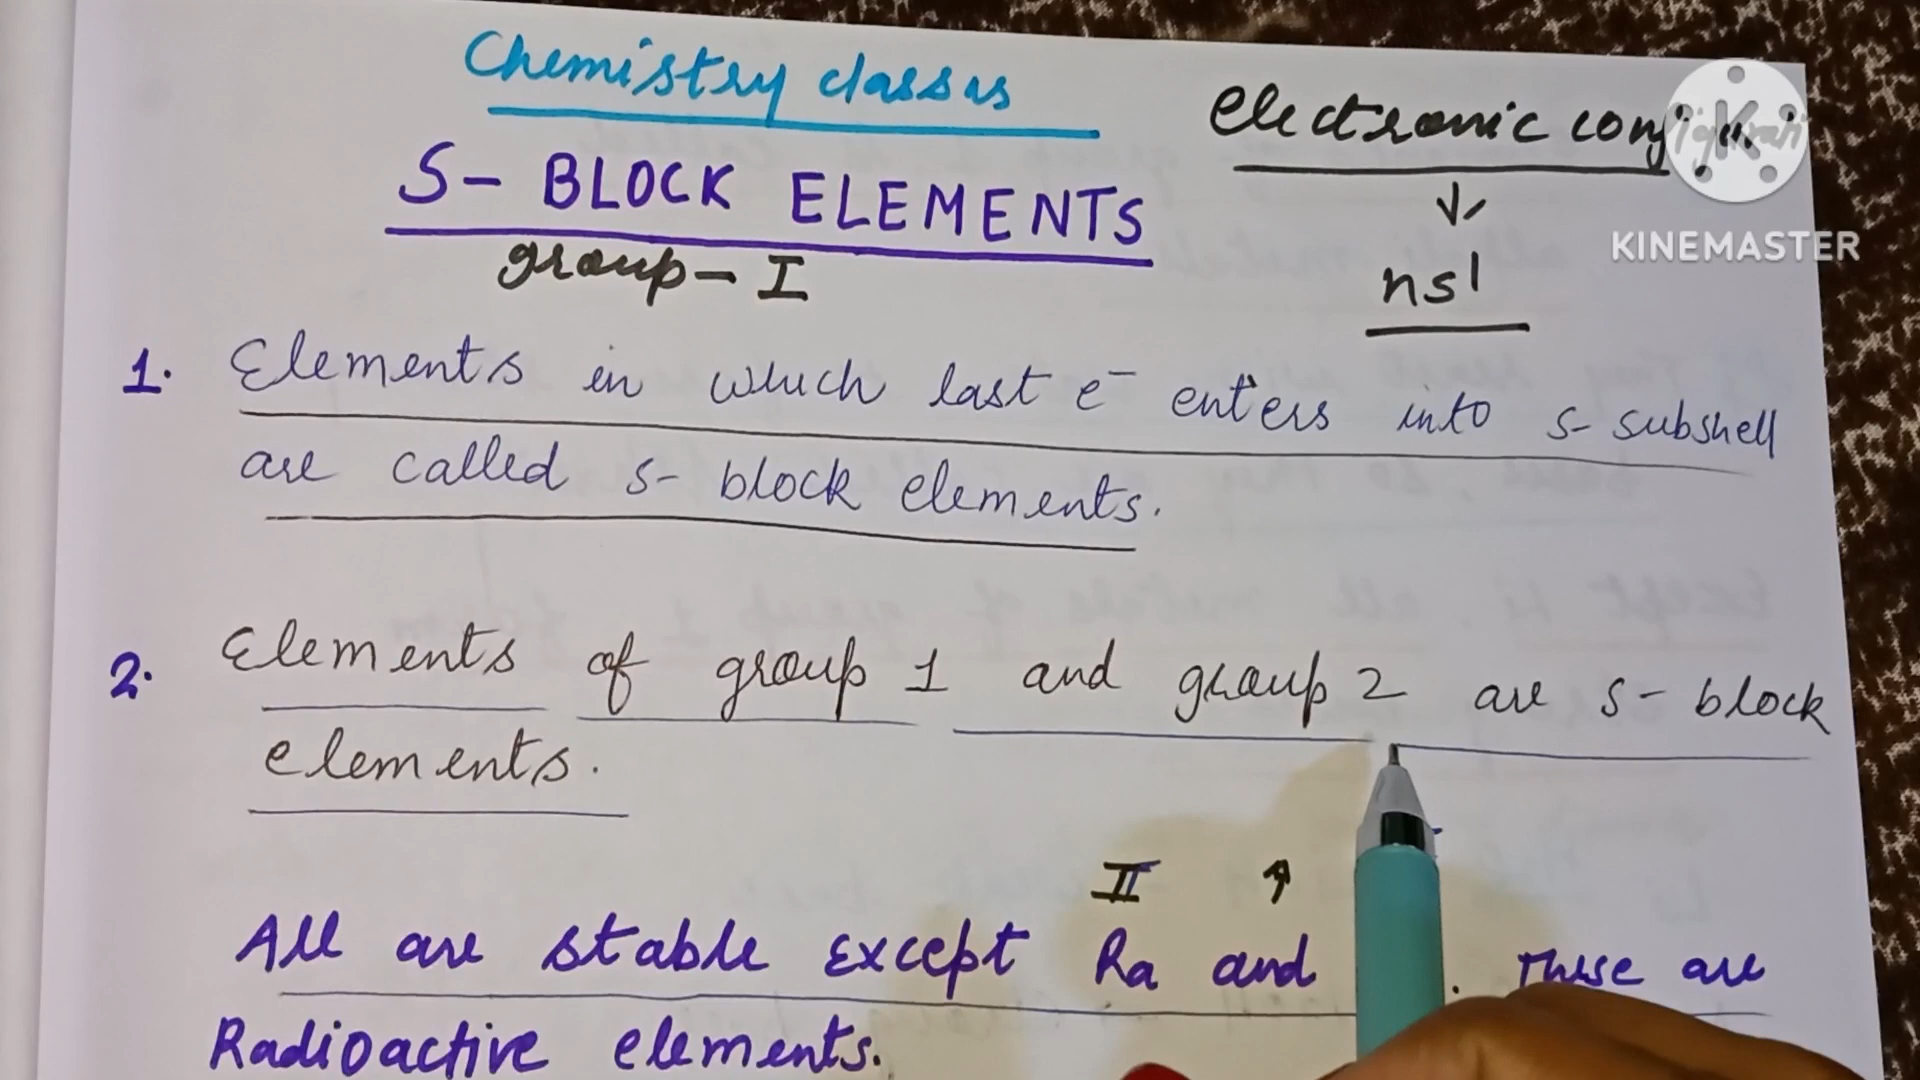 Chemistry classes
Electronic conf
KINEMASTER
S- BLOCK ELEMENTS
group- I
ns1
1. Elements in which last e⁻ enters into s- subshell
are called s- block elements.
2. Elements of group 1 and group 2 are s- block
elements.
II
All are stable except Ra and . These are
Radioactive elements.